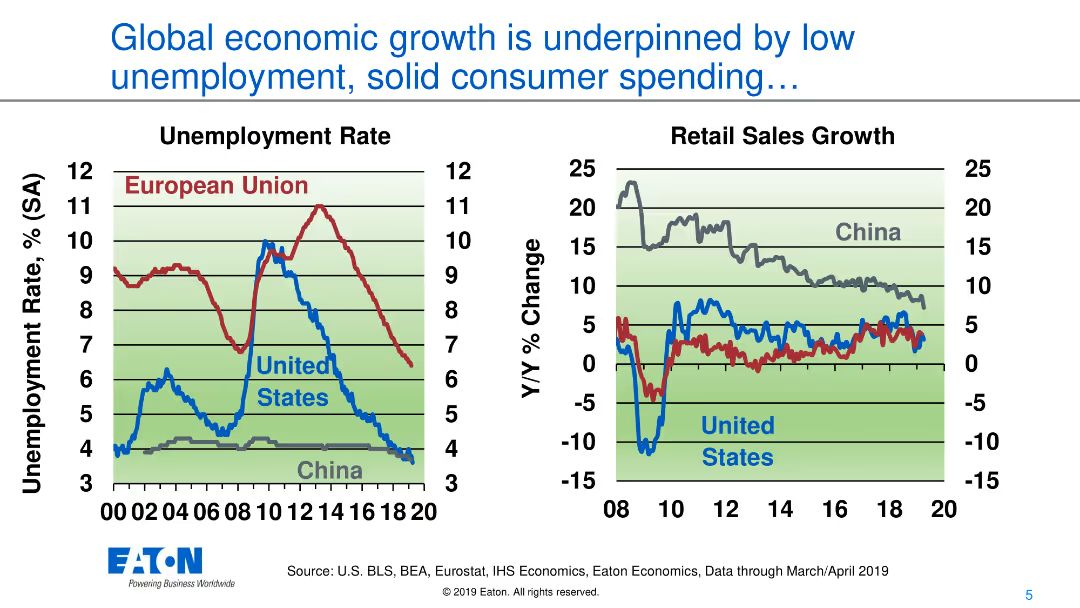 Global economic growth is underpinned by low
unemployment, solid consumer spending…
Unemployment Rate
Unemployment Rate, % (SA)
12
11
10
9
8
7
6
5
4
3
European Union
United
States
China
12
11
10
9
8
7
6
5
4
3
00 02 04 06 08 10 12 14 16 18 20
Retail Sales Growth
Y/Y % Change
25
20
15
10
5
0
-5
-10
-15
China
United
States
25
20
15
10
5
0
-5
-10
-15
08 10 12 14 16 18 20
EATON
Powering Business Worldwide
Source: U.S. BLS, BEA, Eurostat, IHS Economics, Eaton Economics, Data through March/April 2019
© 2019 Eaton. All rights reserved.
5